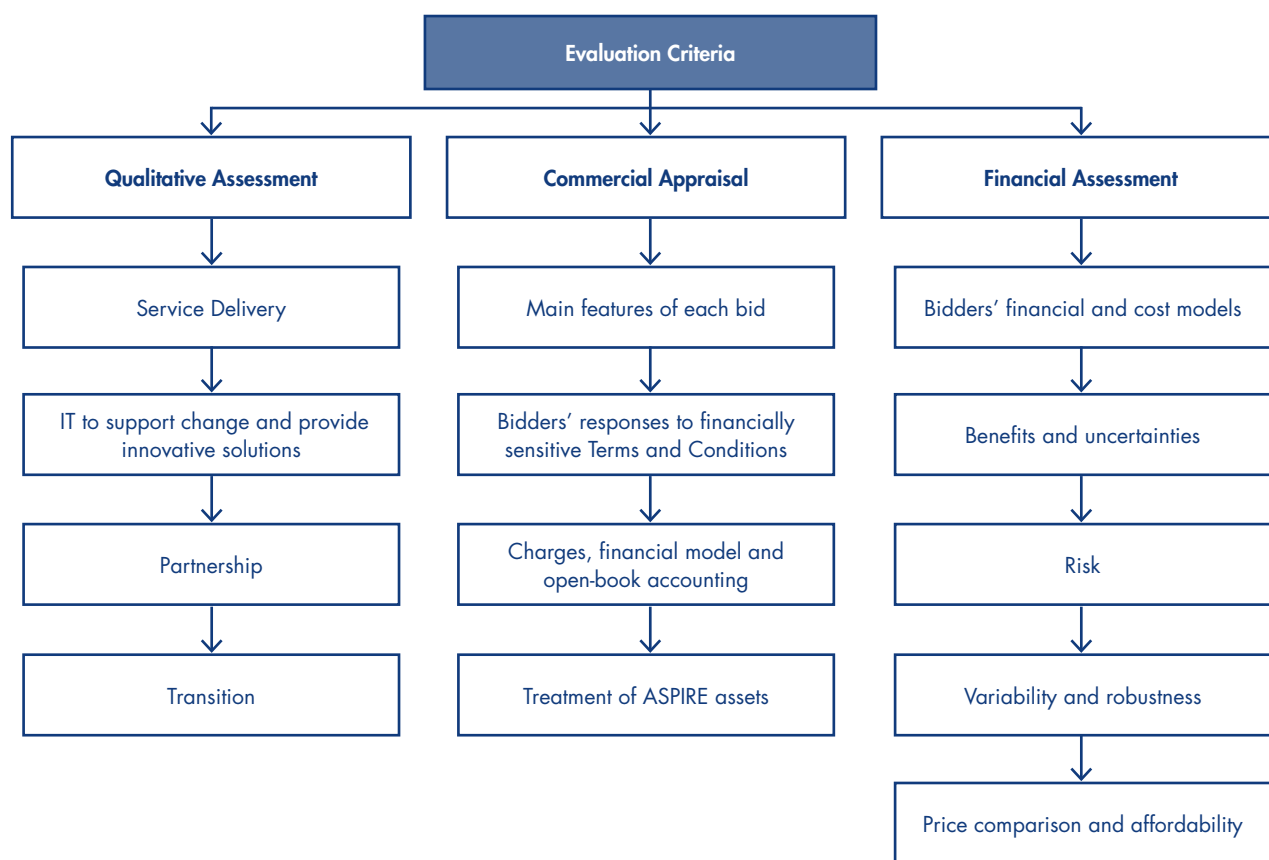 Evaluation Criteria
Qualitative Assessment
Commercial Appraisal
Financial Assessment
Service Delivery
Main features of each bid
Bidders’ financial and cost models
IT to support change and provide
innovative solutions
Bidders’ responses to financially
sensitive Terms and Conditions
Benefits and uncertainties
Partnership
Charges, financial model and
open-book accounting
Risk
Transition
Treatment of ASPIRE assets
Variability and robustness
Price comparison and affordability